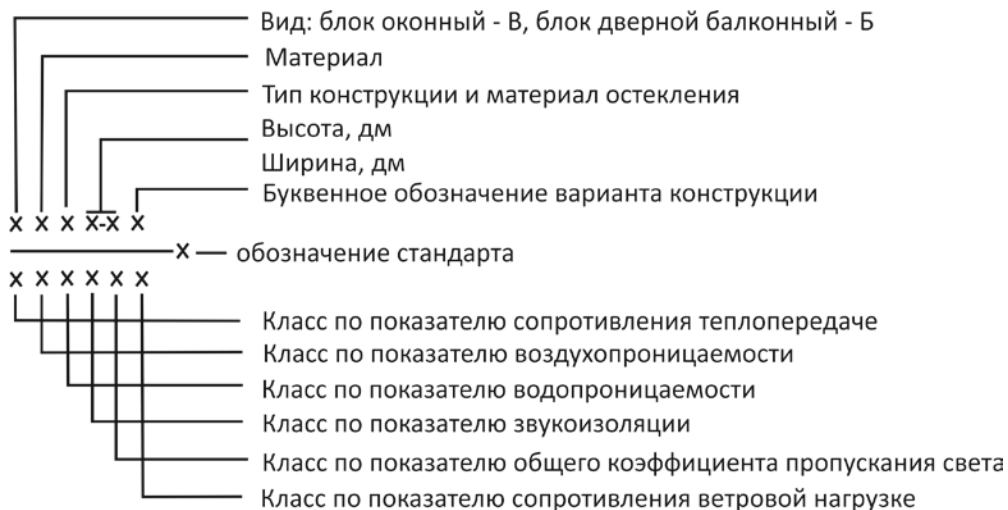 Вид: блок оконный - В, блок дверной балконный - Б
Материал
Тип конструкции и материал остекления
Высота, дм
Ширина, дм
Буквенное обозначение варианта конструкции
х х х х-х х
х — обозначение стандарта
х х х х х х
Класс по показателю сопротивления теплопередаче
Класс по показателю воздухопроницаемости
Класс по показателю водопроницаемости
Класс по показателю звукоизоляции
Класс по показателю общего коэффициента пропускания света
Класс по показателю сопротивления ветровой нагрузке